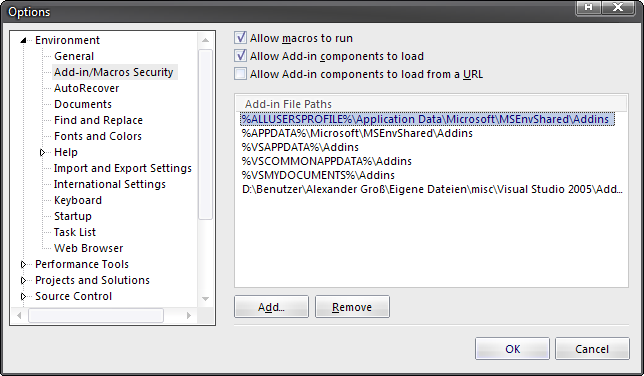 Options
Environment
General
Add-in/Macros Security
AutoRecover
Documents
Find and Replace
Fonts and Colors
Help
Import and Export Settings
International Settings
Keyboard
Startup
Task List
Web Browser
Performance Tools
Projects and Solutions
Source Control
Allow macros to run
Allow Add-in components to load
Allow Add-in components to load from a URL
Add-in File Paths
%ALLUSERSPROFILE%\Application Data\Microsoft\MSEnvShared\Addins
%APPDATA%\Microsoft\MSEnvShared\Addins
%VSAPPDATA%\Addins
%VSCOMMONAPPDATA%\Addins
%VSMYDOCUMENTS%\Addins
D:\Benutzer\Alexander Groß\Eigene Dateien\misc\Visual Studio 2005\Add...
Add...
Remove
OK
Cancel